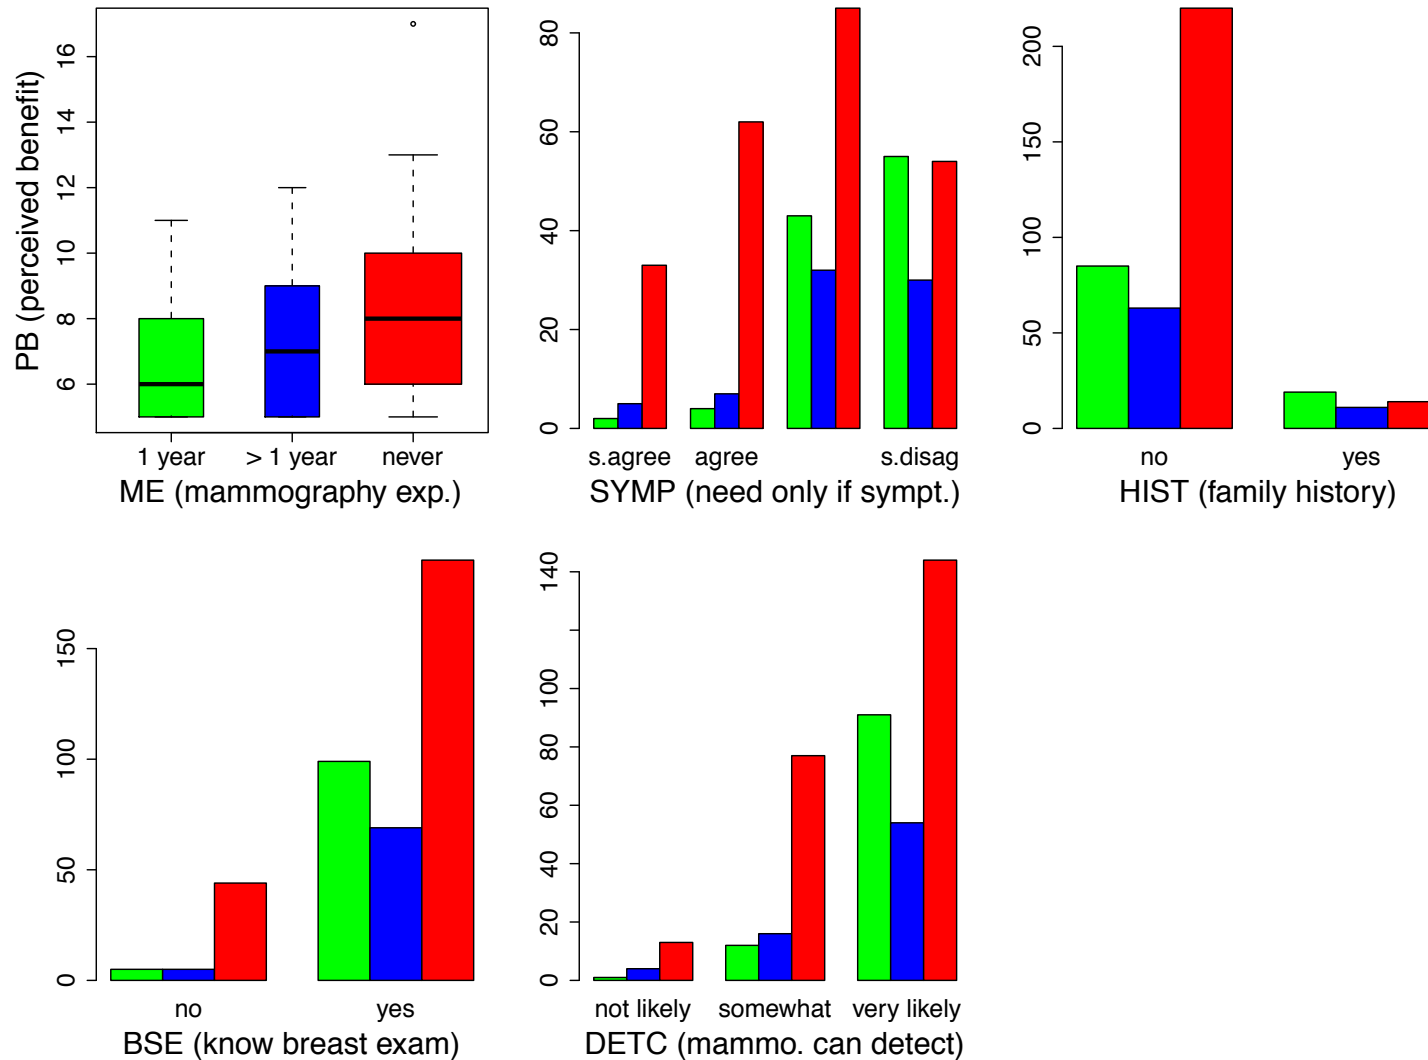 PB (perceived benefit)
16
14
12
10
8
6
1 year > 1 year never
ME (mammography exp.)
80
60
40
20
0
s.agree agree s.disag
SYMP (need only if sympt.)
200
150
100
50
0
no yes
HIST (family history)
150
100
50
0
no yes
BSE (know breast exam)
140
100
80
60
40
20
0
not likely somewhat very likely
DETC (mammo. can detect)